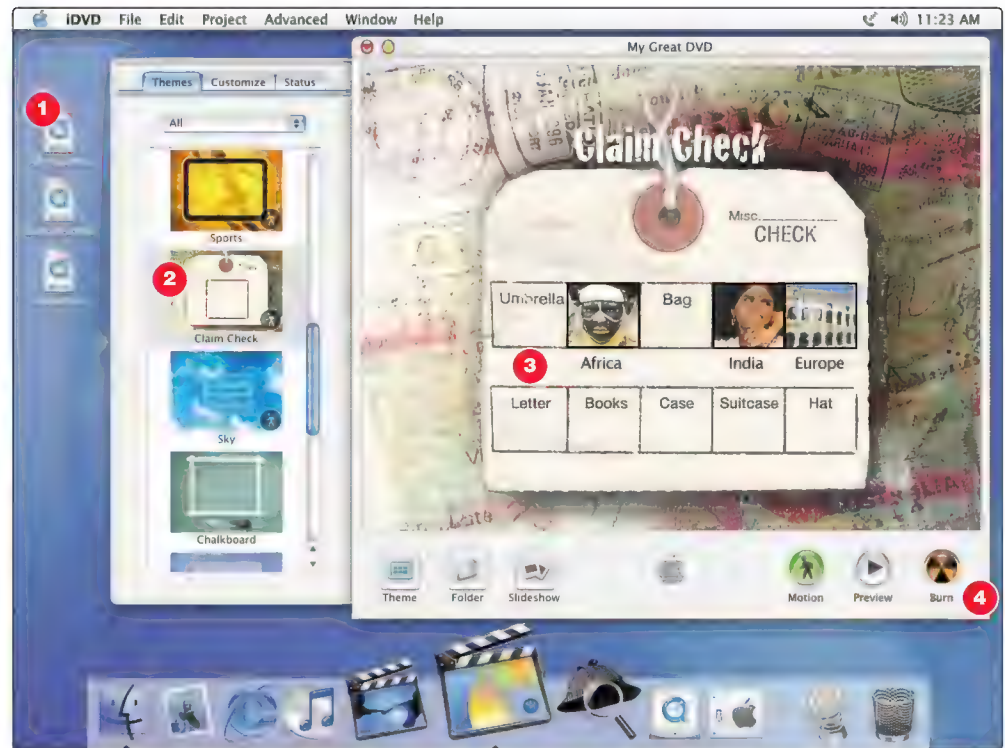 iDVD File Edit Project Advanced Window Help 11:23 AM
My Great DVD
Themes Customize Status
All
1
Sports
2
Claim Check
Sky
Chalkboard
Claim Check
Misc.
CHECK
Umbrella Bag
3
Africa India Europe
Letter Books Case Suitcase Hat
Theme Folder Slideshow Motion Preview Burn
4